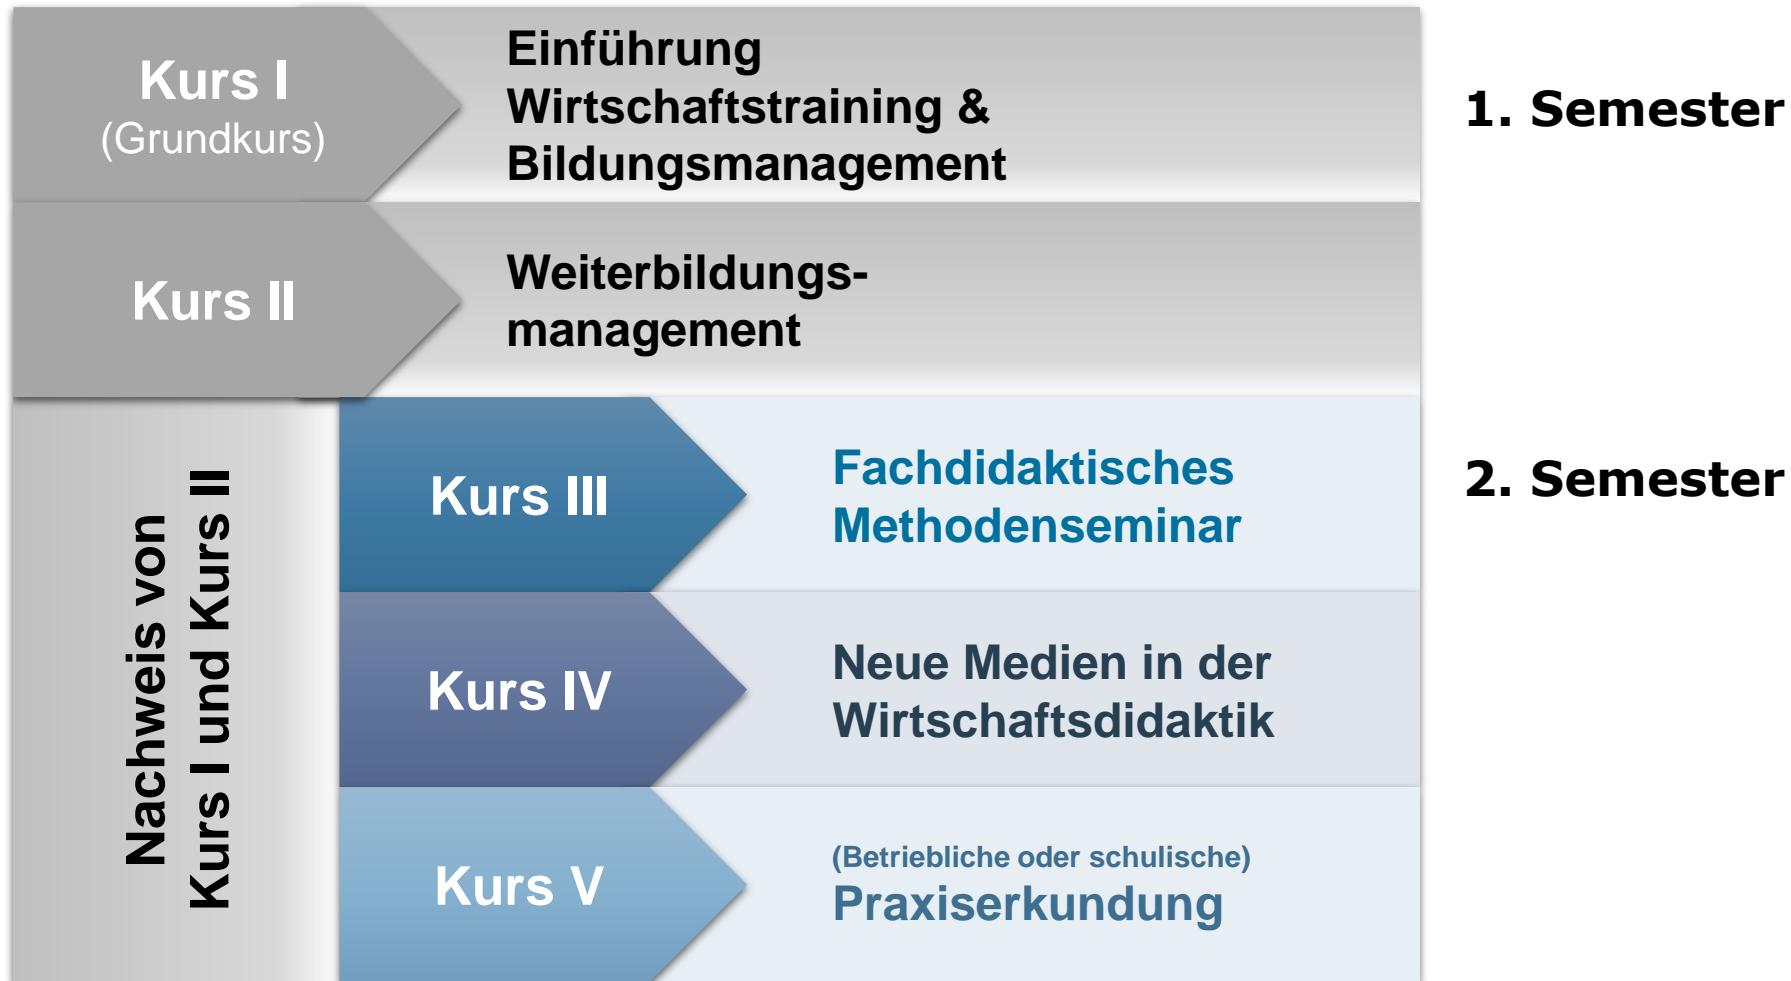 Kurs I
(Grundkurs)
Einführung
Wirtschaftstraining &
Bildungsmanagement
1. Semester
Kurs II
Weiterbildungs-
management
Nachweis von
Kurs I und Kurs II
Kurs III
Fachdidaktisches
Methodenseminar
2. Semester
Kurs IV
Neue Medien in der
Wirtschaftsdidaktik
Kurs V
(Betriebliche oder schulische)
Praxiserkundung